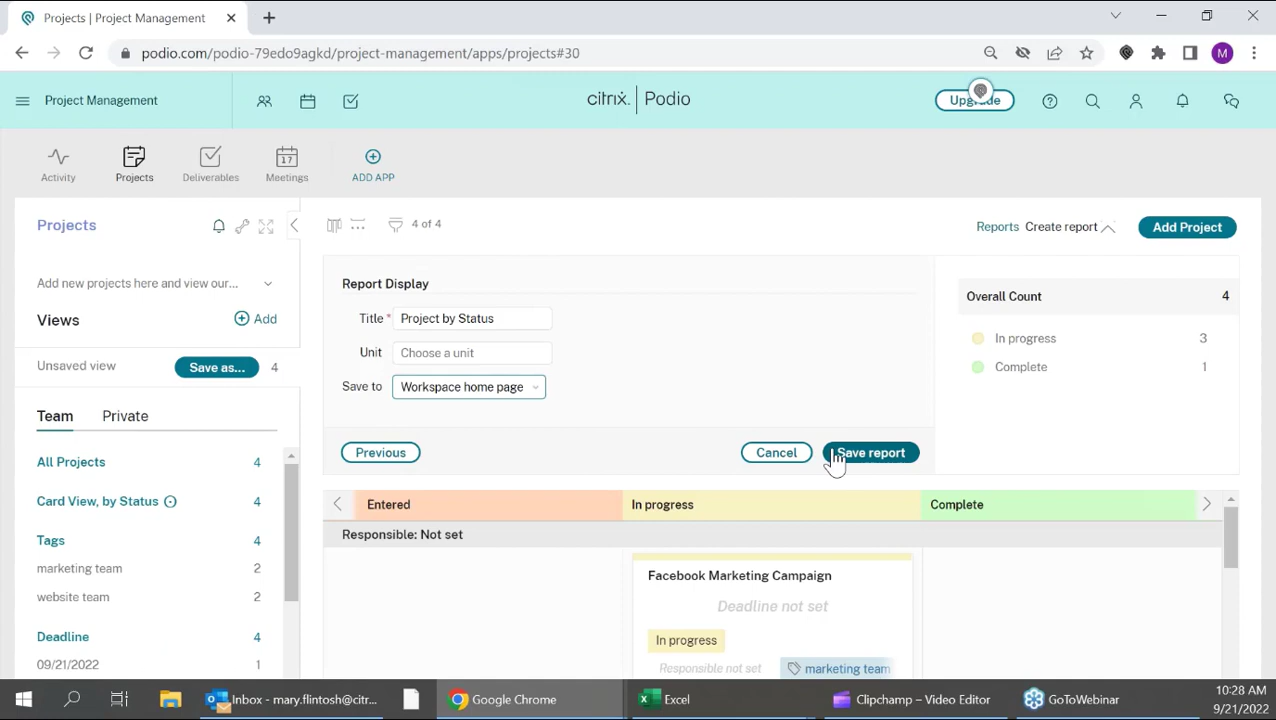 Projects | Project Management
podio.com/podio-79edo9agkd/project-management/apps/projects#30
M
Project Management
citrix. | Podio
Upgrade
Activity
Projects
Deliverables
17
Meetings
ADD APP
Projects
4 of 4
Reports Create report
Add Project
Add new projects here and view our...
Views
Add
Unsaved view
Save as...
4
Team
Private
All Projects 4
Card View, by Status 4
Tags 4
marketing team 2
website team 2
Deadline 4
09/21/2022 1
Report Display
Title * Project by Status
Unit Choose a unit
Save to Workspace home page
Previous
Cancel
Save report
Overall Count 4
In progress 3
Complete 1
Entered
In progress
Complete
Responsible: Not set
Facebook Marketing Campaign
Deadline not set
In progress
Responsible not set
marketing team
Inbox - mary.flintosh@citr...
Google Chrome
Excel
Clipchamp – Video Editor
GoToWebinar
10:28 AM
9/21/2022